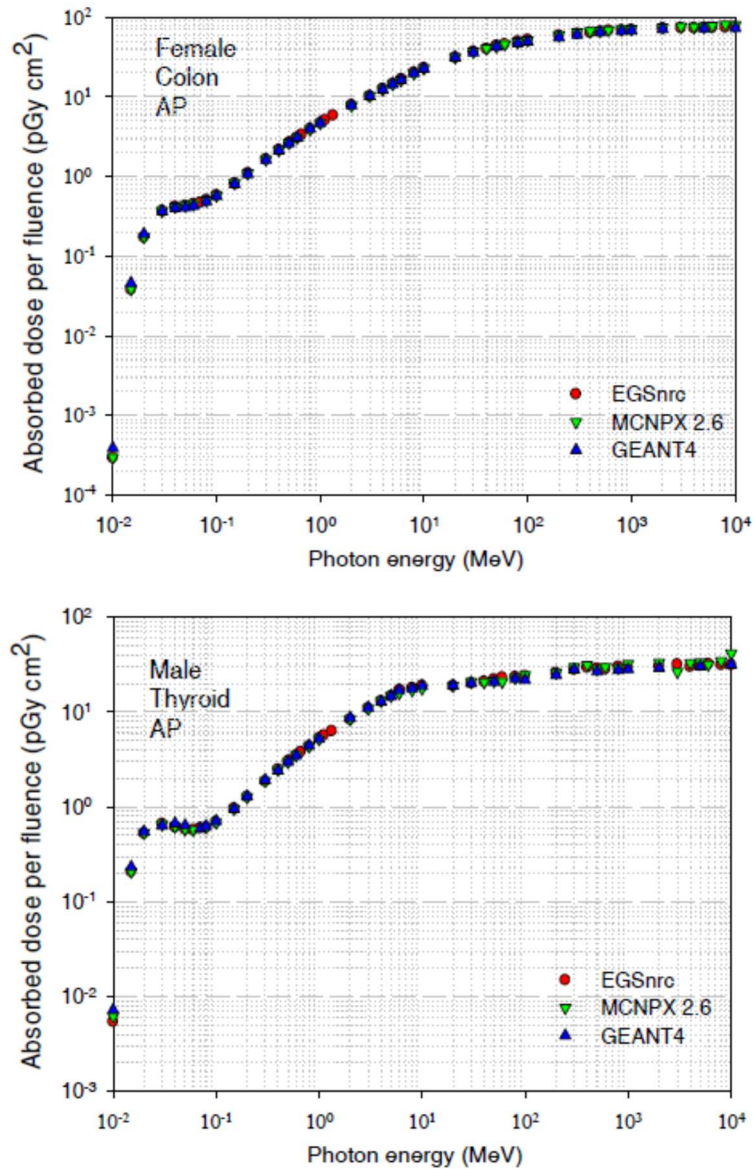 Absorbed dose per fluence (pGy cm²)
10²
10¹
10⁰
10⁻¹
10⁻²
10⁻³
10⁻⁴
Female
Colon
AP
EGSnrc
MCNPX 2.6
GEANT4
10⁻² 10⁻¹ 10⁰ 10¹ 10² 10³ 10⁴
Photon energy (MeV)
Absorbed dose per fluence (pGy cm²)
10²
10¹
10⁰
10⁻¹
10⁻²
10⁻³
Male
Thyroid
AP
EGSnrc
MCNPX 2.6
GEANT4
10⁻² 10⁻¹ 10⁰ 10¹ 10² 10³ 10⁴
Photon energy (MeV)